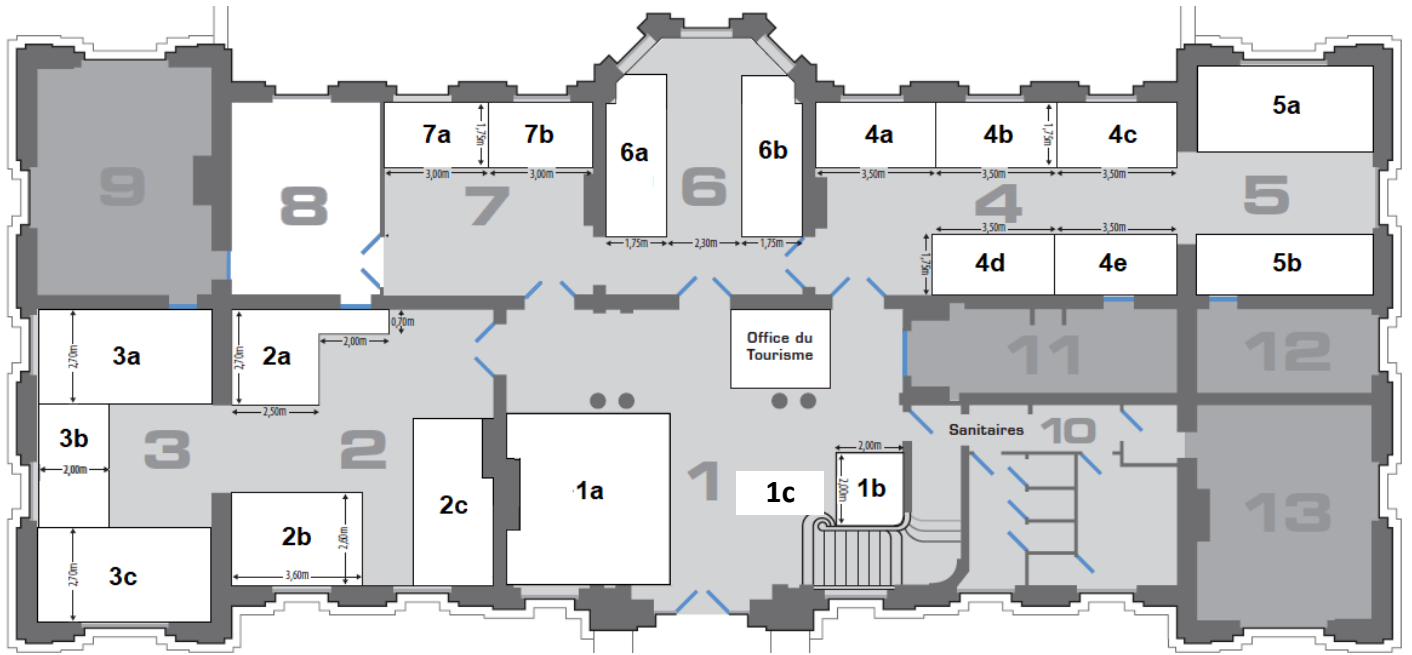 9
8
7a
7b
1,75m
3,00m
3,00m
7
6a
6b
6
1,75m
2,30m
1,75m
4a
4b
4c
1,75m
3,50m
3,50m
3,50m
4
3,50m
3,50m
1,75m
4d
4e
5a
5
5b
3a
2,70m
3b
2,00m
3
3c
2,70m
2a
2,70m
0,70m
2,00m
2,50m
2
2b
2,60m
3,60m
2c
1a
1
1c
Office du
Tourisme
2,00m
2,00m
1b
11
12
Sanitaires
10
13